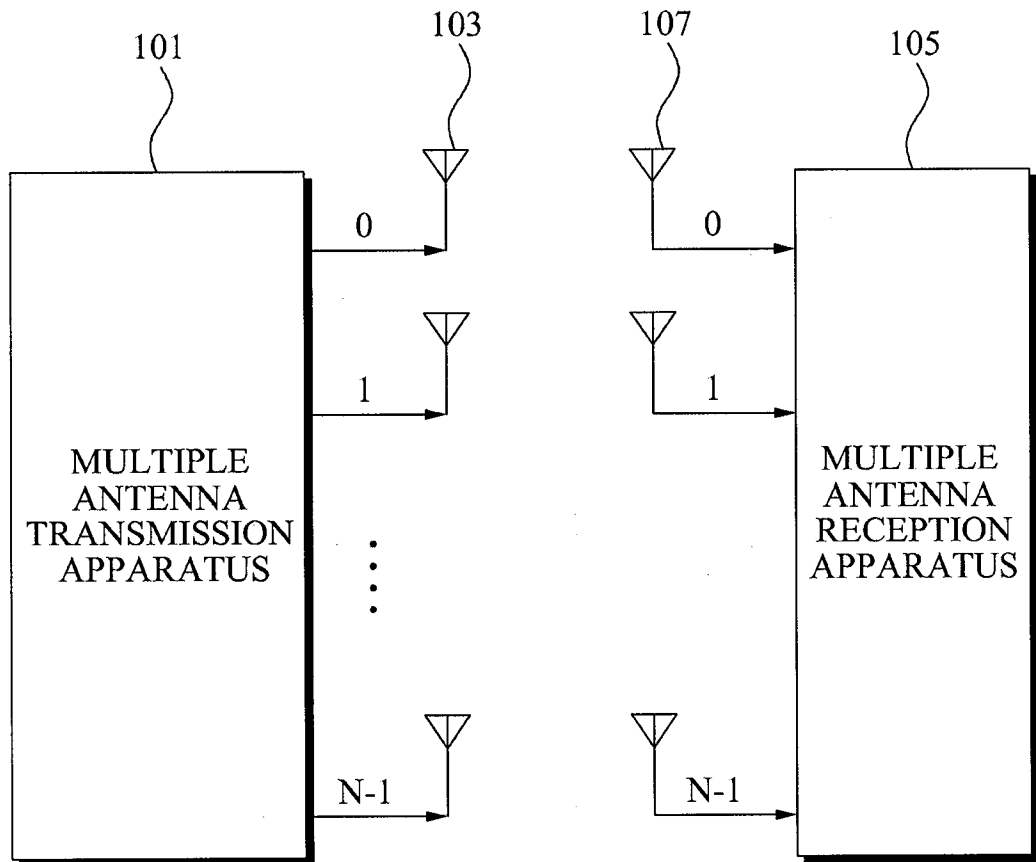 101
103
107
105
0
0
1
1
MULTIPLE
ANTENNA
TRANSMISSION
APPARATUS
MULTIPLE
ANTENNA
RECEPTION
APPARATUS
N-1
N-1